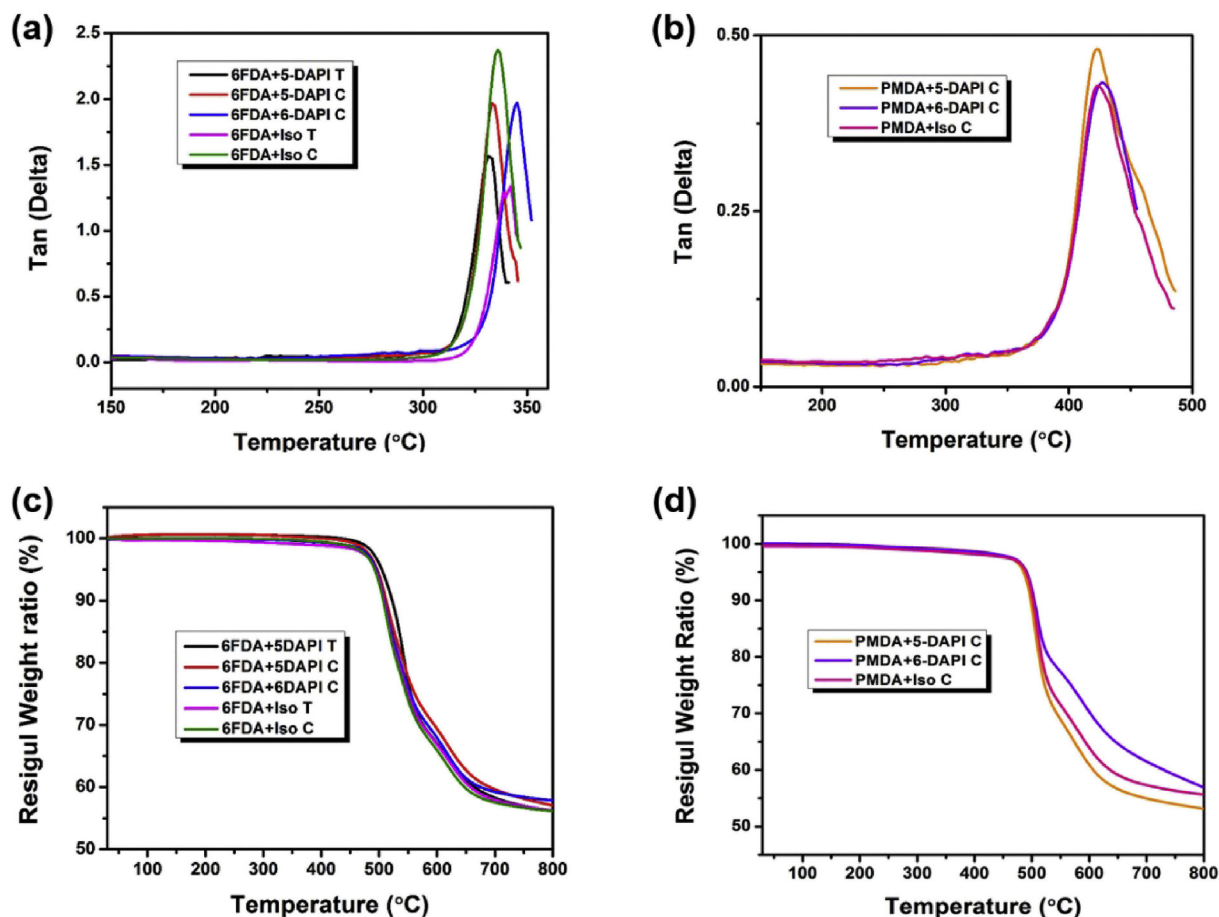 (a)
2.5
2.0
1.5
1.0
0.5
0.0
Tan (Delta)
6FDA+5-DAPI T
6FDA+5-DAPI C
6FDA+6-DAPI C
6FDA+Iso T
6FDA+Iso C
150 200 250 300 350
Temperature (°C)
(b)
0.50
0.25
0.00
Tan (Delta)
PMDA+5-DAPI C
PMDA+6-DAPI C
PMDA+Iso C
200 300 400 500
Temperature (°C)
(c)
100
90
80
70
60
50
Resigul Weight ratio (%)
6FDA+5DAPI T
6FDA+5DAPI C
6FDA+6DAPI C
6FDA+Iso T
6FDA+Iso C
100 200 300 400 500 600 700 800
Temperature (°C)
(d)
100
90
80
70
60
50
Resigul Weight Ratio (%)
PMDA+5-DAPI C
PMDA+6-DAPI C
PMDA+Iso C
100 200 300 400 500 600 700 800
Temperature (°C)